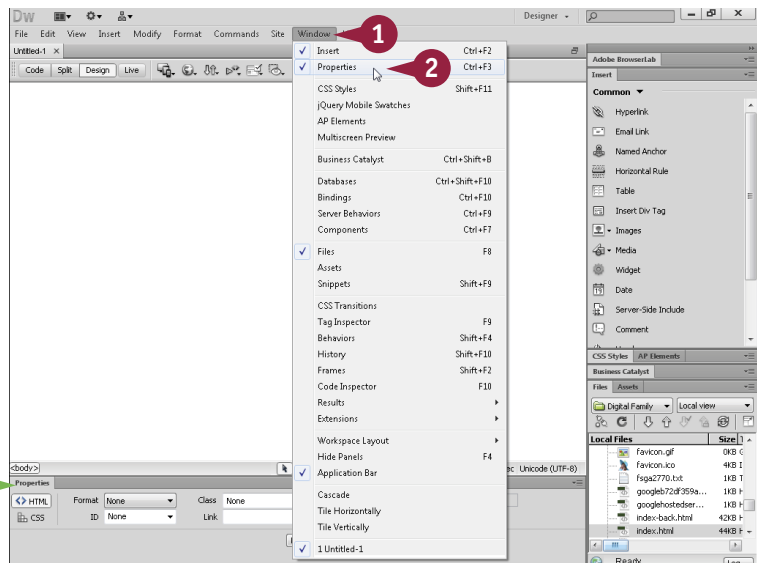 Dw
Designer
File Edit View Insert Modify Format Commands Site Window
1
Untitled-1 ×
Code Split Design Live
Insert Ctrl+F2
Properties Ctrl+F3
2
CSS Styles Shift+F11
jQuery Mobile Swatches
AP Elements
Multiscreen Preview
Business Catalyst Ctrl+Shift+B
Databases Ctrl+Shift+F10
Bindings Ctrl+F10
Server Behaviors Ctrl+F9
Components Ctrl+F7
Files F8
Assets
Snippets Shift+F9
CSS Transitions
Tag Inspector F9
Behaviors Shift+F4
History Shift+F10
Frames Shift+F2
Code Inspector F10
Results
Extensions
Workspace Layout
Hide Panels F4
Application Bar
Cascade
Tile Horizontally
Tile Vertically
1 Untitled-1
Adobe BrowserLab
Insert
Common
Hyperlink
Email Link
Named Anchor
Horizontal Rule
Table
Insert Div Tag
Images
Media
Widget
19 Date
Server-Side Include
Comment
CSS Styles AP Elements
Business Catalyst
Files Assets
Digital Family Local view
Local Files Size
favicon.gif 0KB
favicon.ico 4KB
fsga2770.txt 1KB
googleb72df359a... 1KB
googlehostedser... 1KB
index-back.html 42KB
index.html 44KB
Ready Log
<body>
Unicode (UTF-8)
Properties
<> HTML Format None Class None
CSS ID None Link